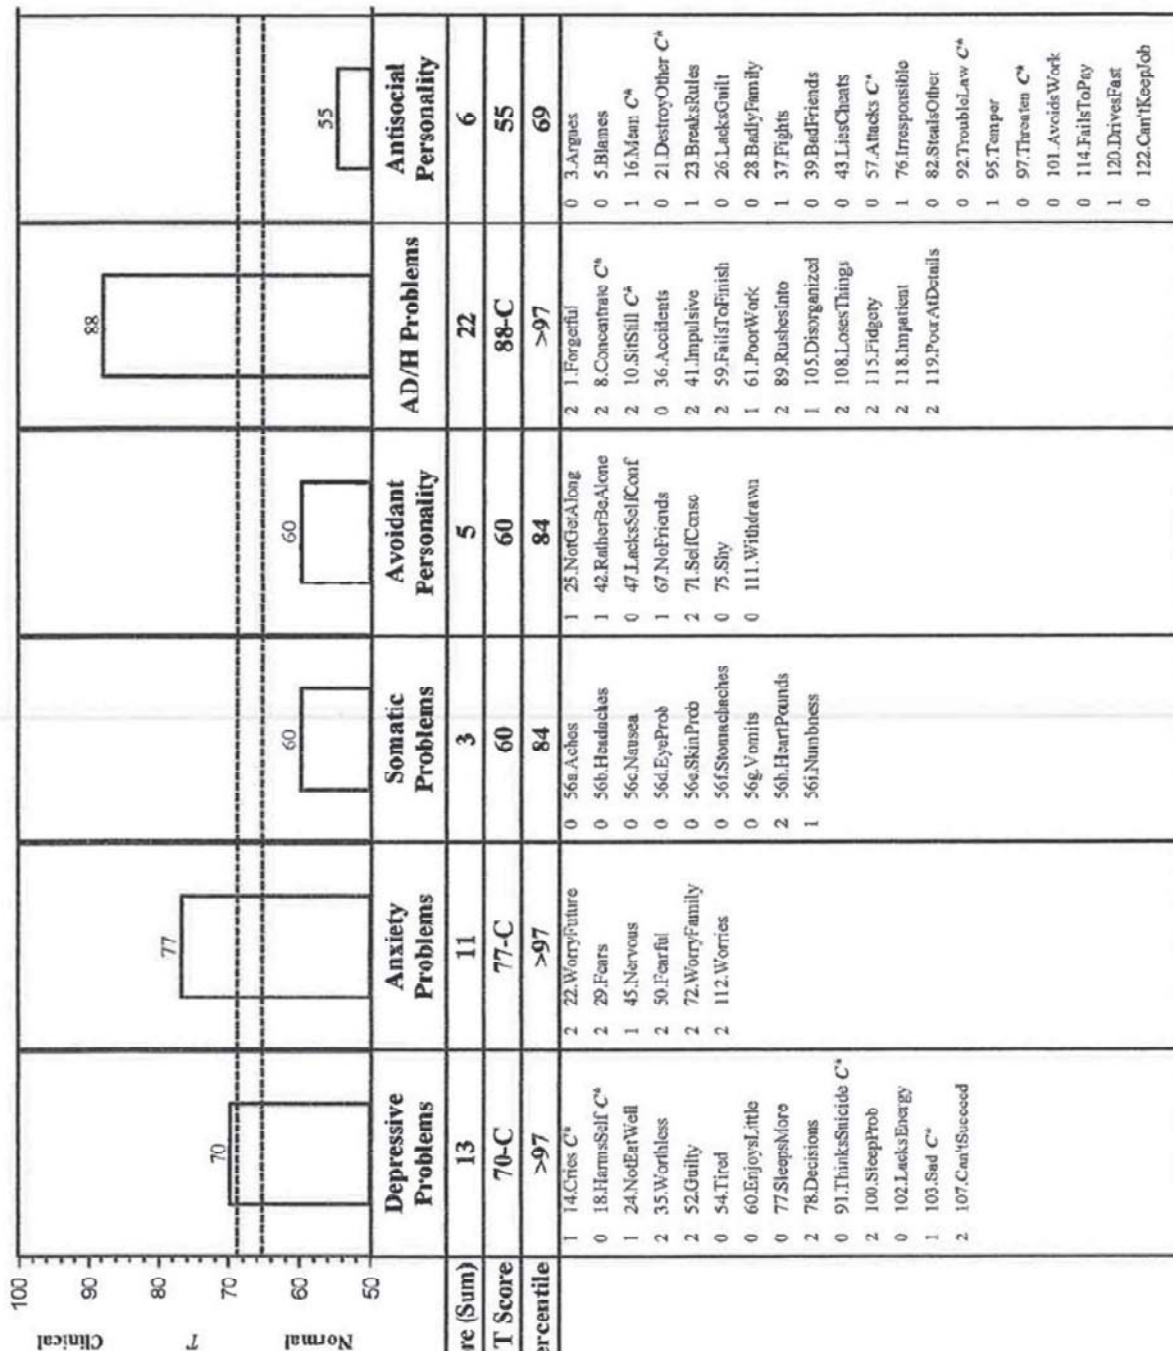 100
90
80
70
60
50
Clinical
T
Normal
70
77
60
60
88
55
Depressive Problems
Anxiety Problems
Somatic Problems
Avoidant Personality
AD/H Problems
Antisocial Personality
re (Sum) 13 11 3 5 22 6
T Score 70-C 77-C 60 60 88-C 55
ercentile >97 >97 84 84 >97 69
1 14.Cries C*
0 18.HarmsSelf C*
1 24.NotEatWell
2 35.Worthless
2 52.Guilty
0 54.Tired
0 60.EnjoysLittle
0 77.SleepsMore
2 78.Decisions
0 91.ThinksSuicide C*
2 100.SleepProb
0 102.LacksEnergy
1 103.Sad C*
2 107.Can'tSucceed
2 22.WorryFuture
2 29.Fears
1 45.Nervous
2 50.Fearful
2 72.WorryFamily
2 112.Worries
0 56a.Aches
0 56b.Headaches
0 56c.Nausea
0 56d.EyeProb
0 56e.SkinProb
0 56f.Stomachaches
0 56g.Vomits
2 56h.HeartPounds
1 56i.Numbness
1 25.NotGetAlong
1 42.RatherBeAlone
0 47.LacksSelfConf
1 67.NoFriends
2 71.SelfConsc
0 75.Shy
0 111.Withdrawn
2 1.Forgetful
2 8.Concentrate C*
2 10.SitStill C*
0 36.Accidents
2 41.Impulsive
2 59.FailsToFinish
1 61.PoorWork
2 89.RushesInto
1 105.Disorganized
2 108.LosesThings
2 115.Fidgety
2 118.Impatient
2 119.PoorAtDetails
0 3.Argues
0 5.Blames
1 16.Mean C*
0 21.DestroyOther C*
1 23.BreaksRules
0 26.LacksGuilt
0 28.BadlyFamily
1 37.Fights
0 39.BadFriends
0 43.LiesCheats
0 57.Attacks C*
1 76.Irresponsible
0 82.StealsOther
0 92.TroubleLaw C*
1 95.Temper
0 97.Threaten C*
0 101.AvoidsWork
0 114.FailsToPay
1 120.DrivesFast
0 122.Can'tKeepJob